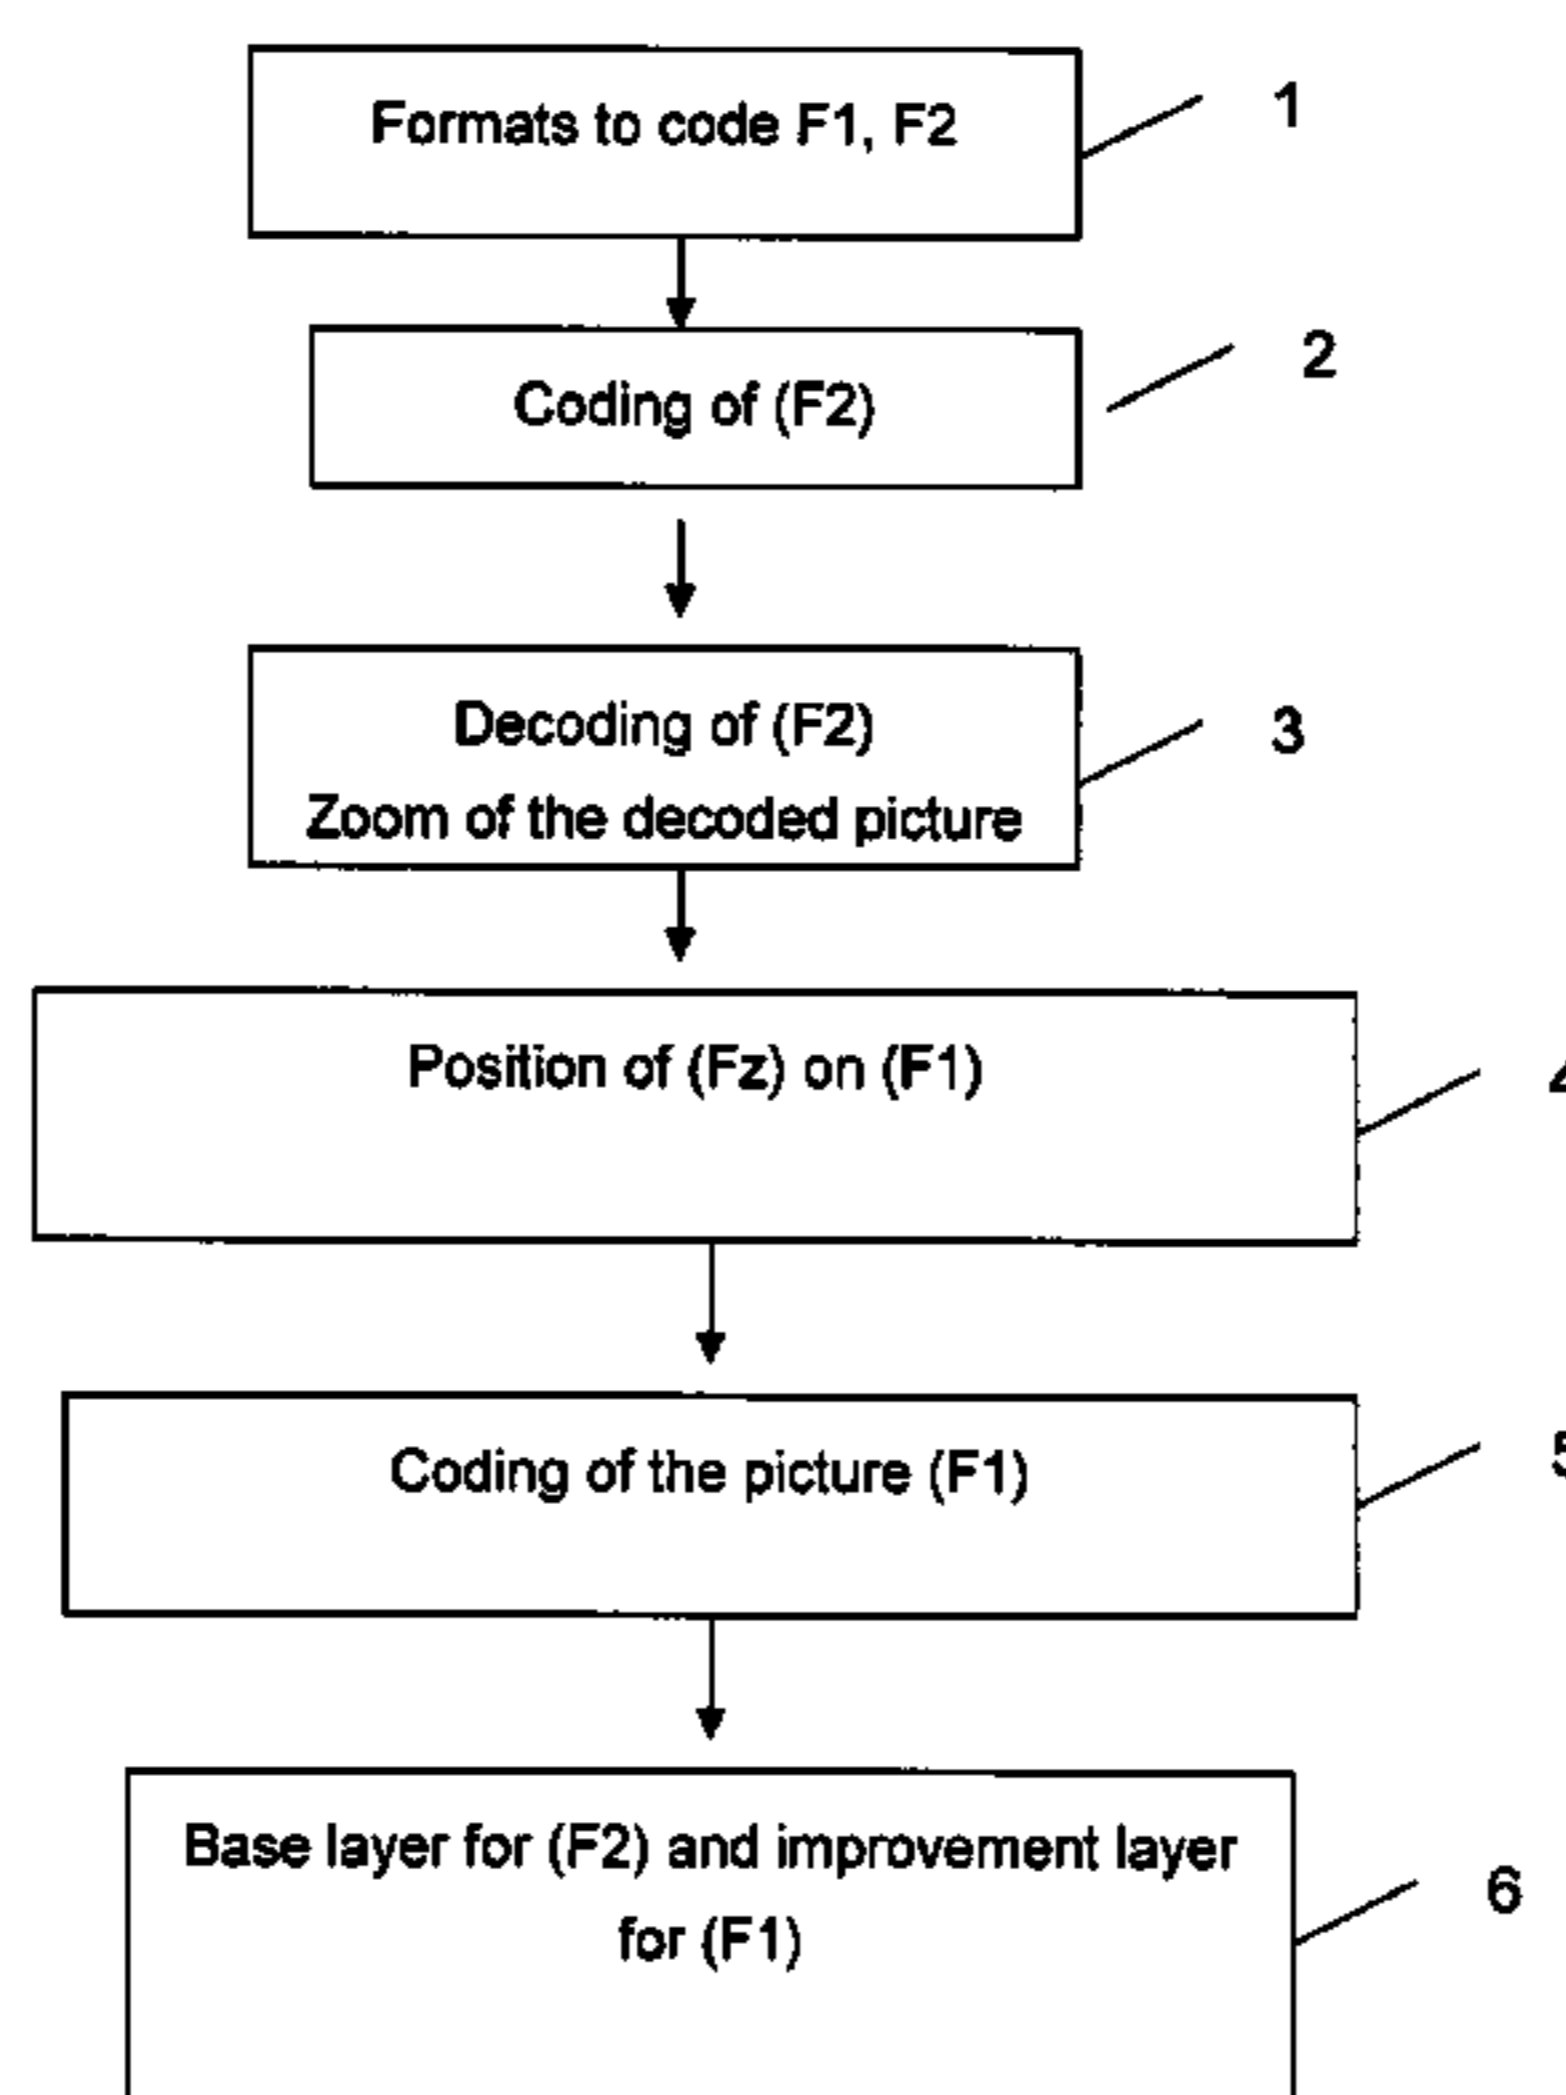 Formats to code F1, F2
1
Coding of (F2)
2
Decoding of (F2)
Zoom of the decoded picture
3
Position of (Fz) on (F1)
4
Coding of the picture (F1)
5
Base layer for (F2) and improvement layer
for (F1)
6